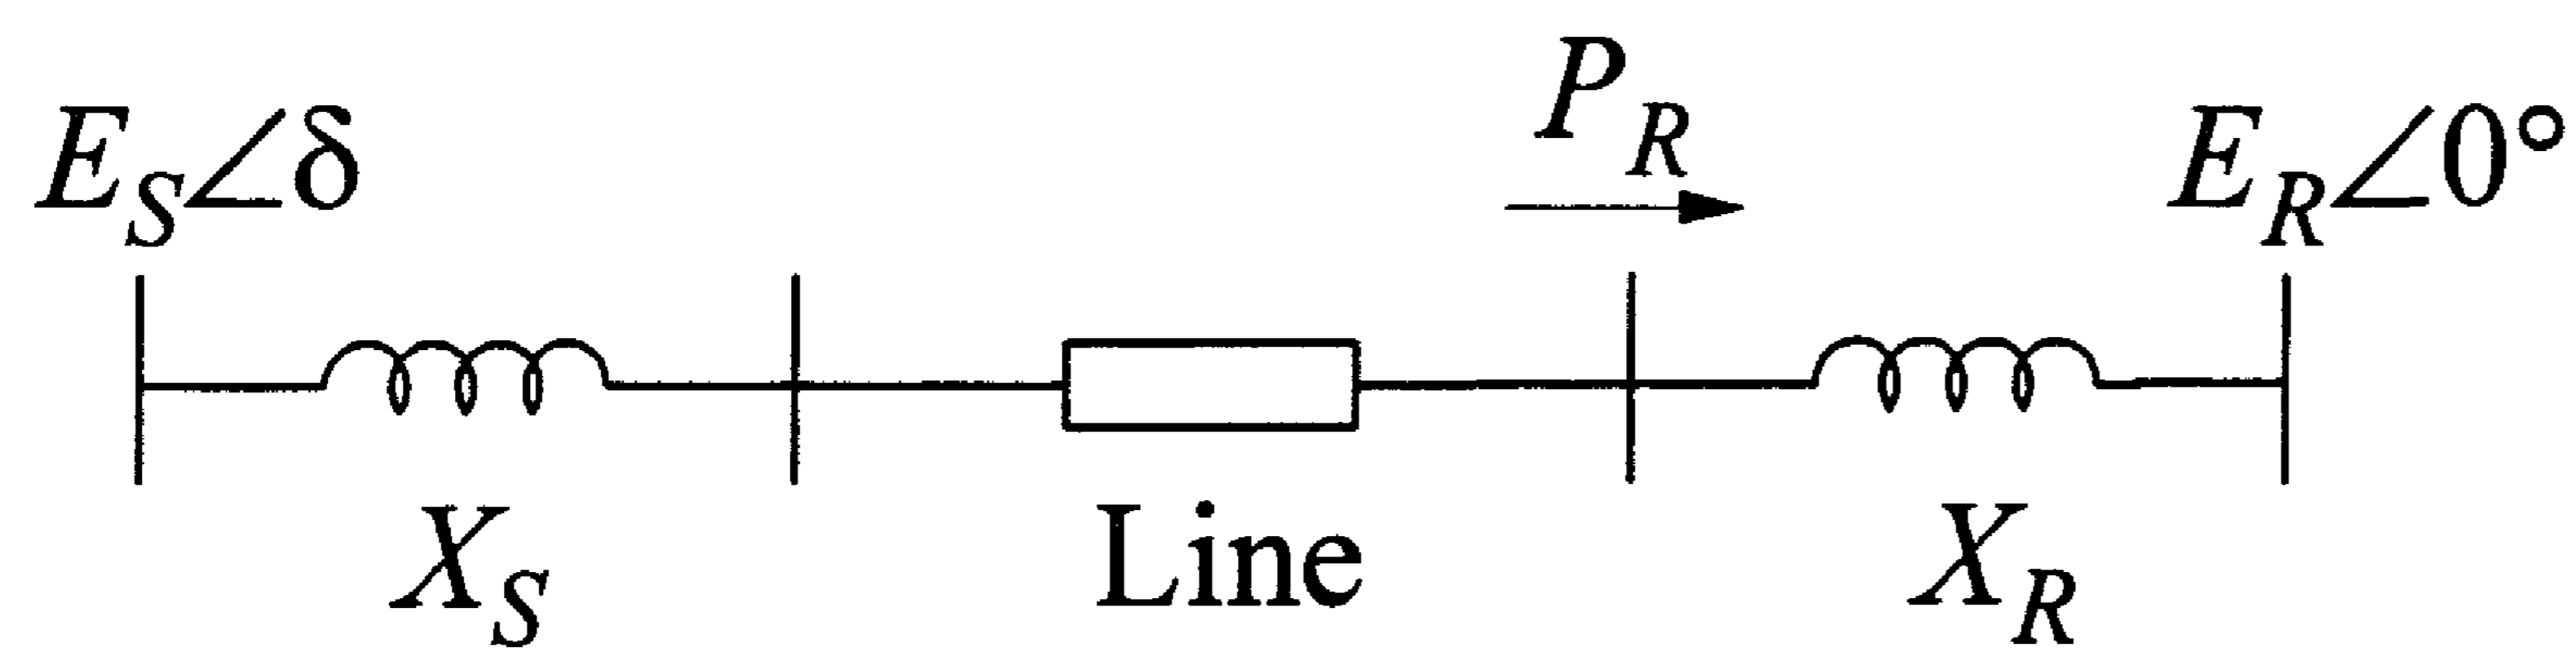 P_R
E_S∠δ
E_R∠0°
X_S
Line
X_R